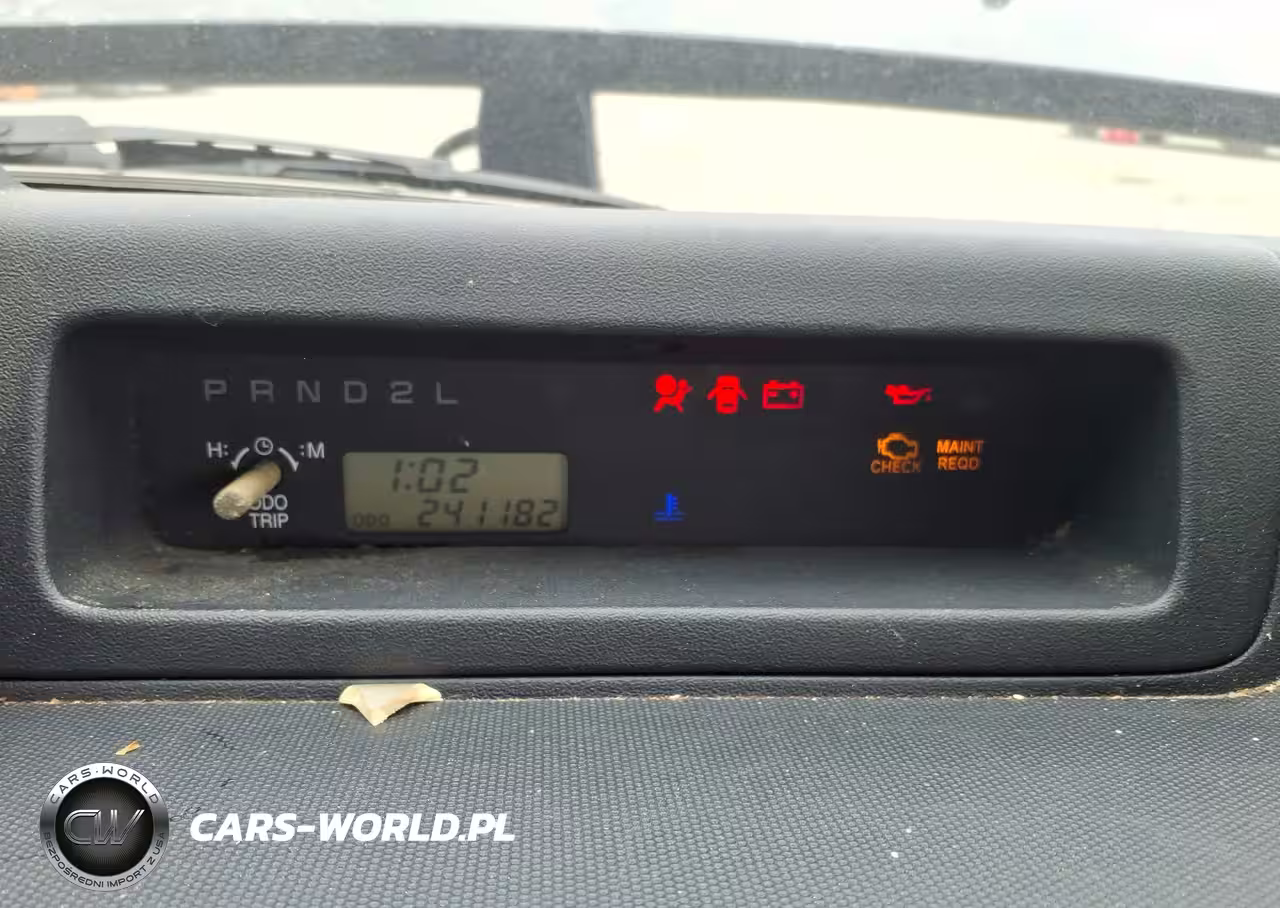 P R N D 2 L
H: :M
ODO
TRIP
1:02
ODO 241182
CHECK
MAINT
REQD
CARS-WORLD
CW
BEZPOŚREDNI IMPORT Z USA
CARS-WORLD.PL